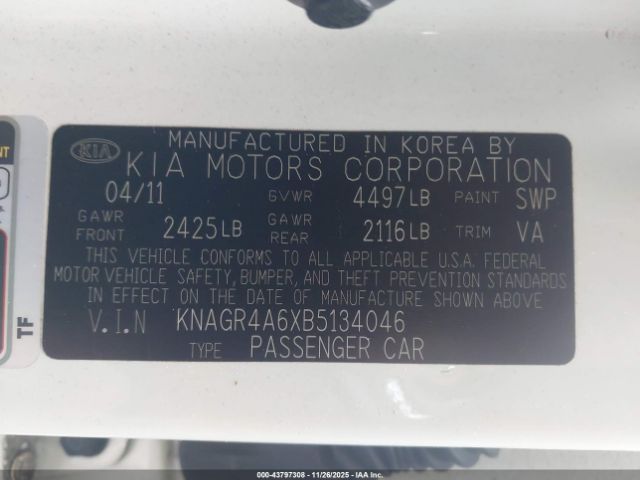 MANUFACTURED IN KOREA BY
KIA KIA MOTORS CORPORATION
04/11 GVWR 4497LB PAINT SWP
GAWR FRONT 2425LB GAWR REAR 2116LB TRIM VA
THIS VEHICLE CONFORMS TO ALL APPLICABLE U.S.A. FEDERAL
MOTOR VEHICLE SAFETY, BUMPER, AND THEFT PREVENTION STANDARDS
IN EFFECT ON THE DATE OF MANUFACTURE SHOWN ABOVE
V.I.N KNAGR4A6XB5134046
TYPE PASSENGER CAR
TF
000-43797308 - 11/26/2025 - IAAI.com